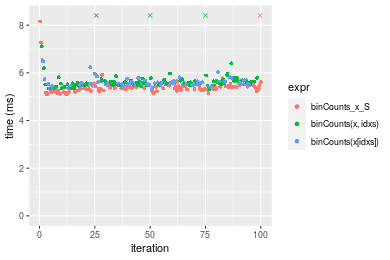 8
6
4
2
0
time (ms)
0
25
50
75
100
iteration
expr
binCounts_x_S
binCounts(x, idxs)
binCounts(x[idxs])